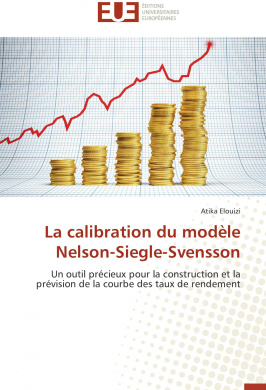 EUE
ÉDITIONS
UNIVERSITAIRES
EUROPÉENNES
Atika Elouizi
La calibration du modèle
Nelson-Siegle-Svensson
Un outil précieux pour la construction et la
prévision de la courbe des taux de rendement